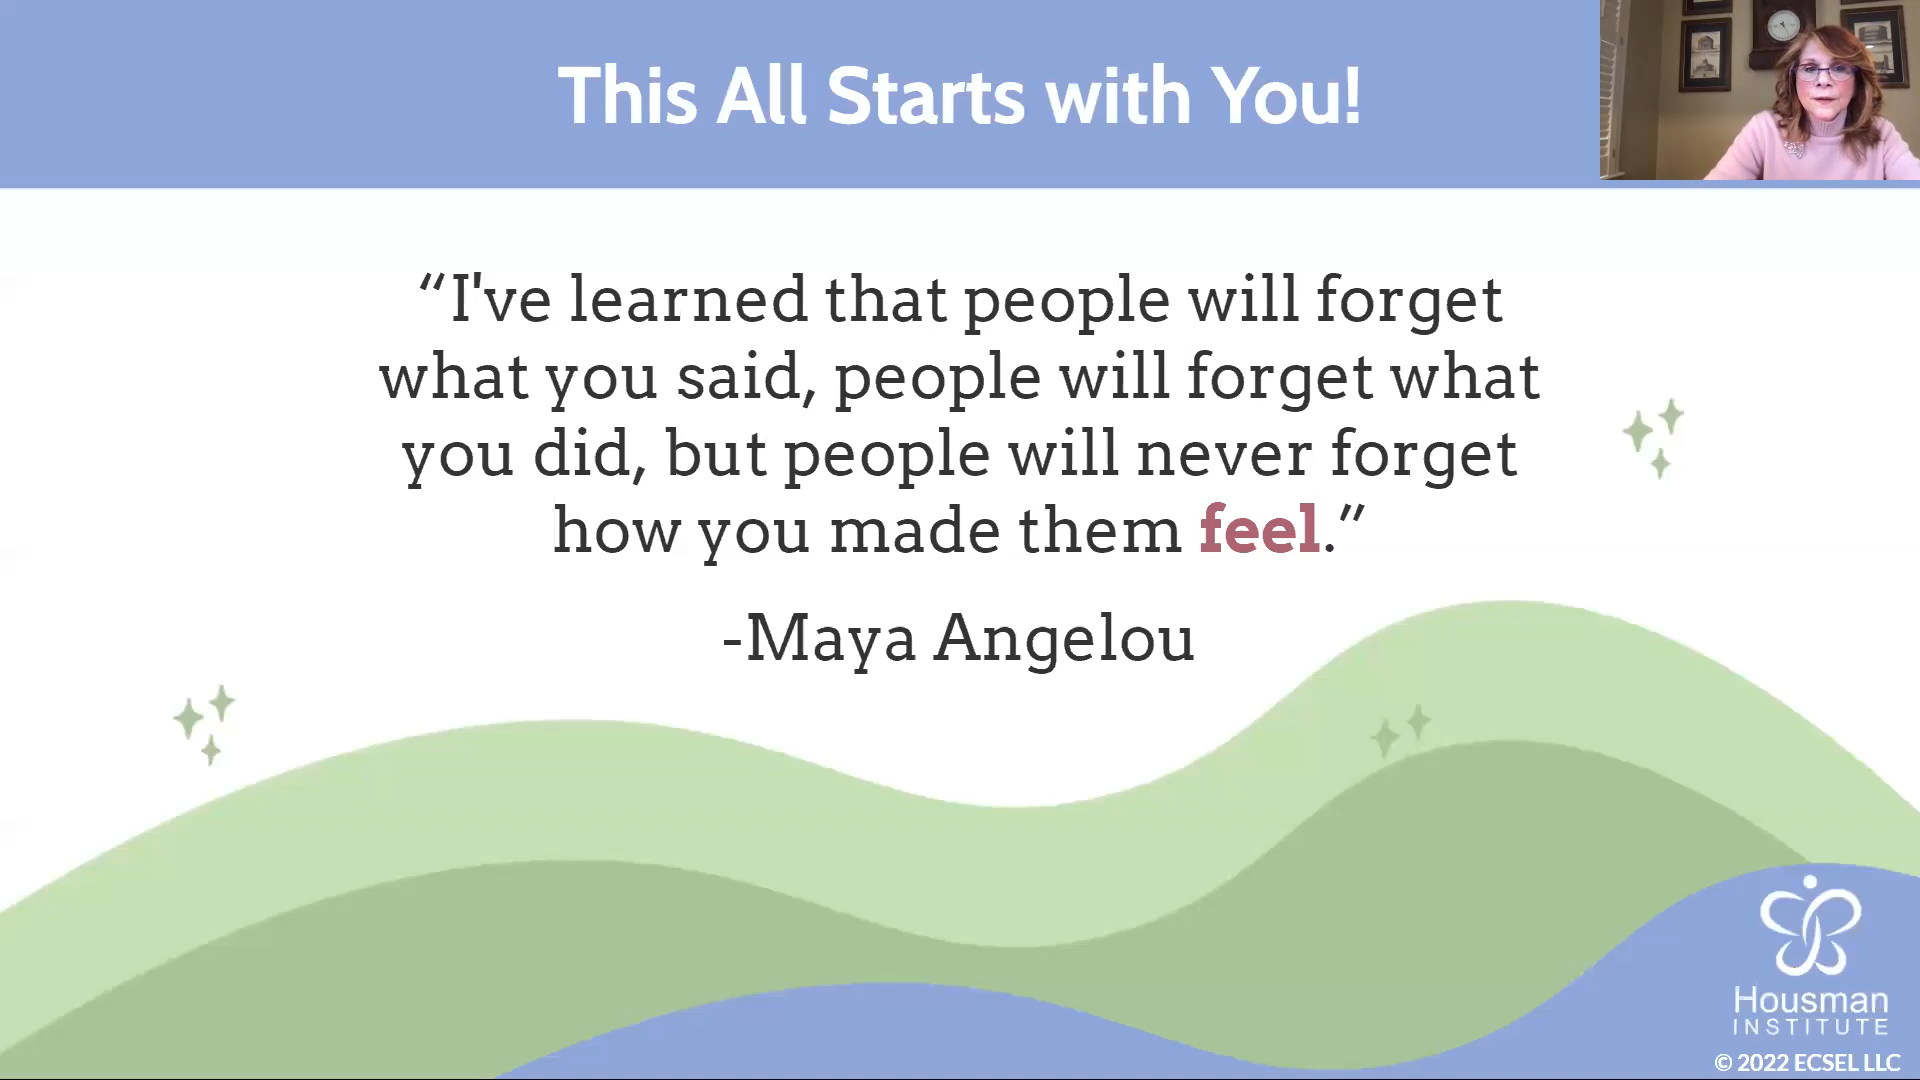 This All Starts with You!
“I've learned that people will forget
what you said, people will forget what
you did, but people will never forget
how you made them feel.”
-Maya Angelou
Housman
INSTITUTE
© 2022 ECSEL LLC